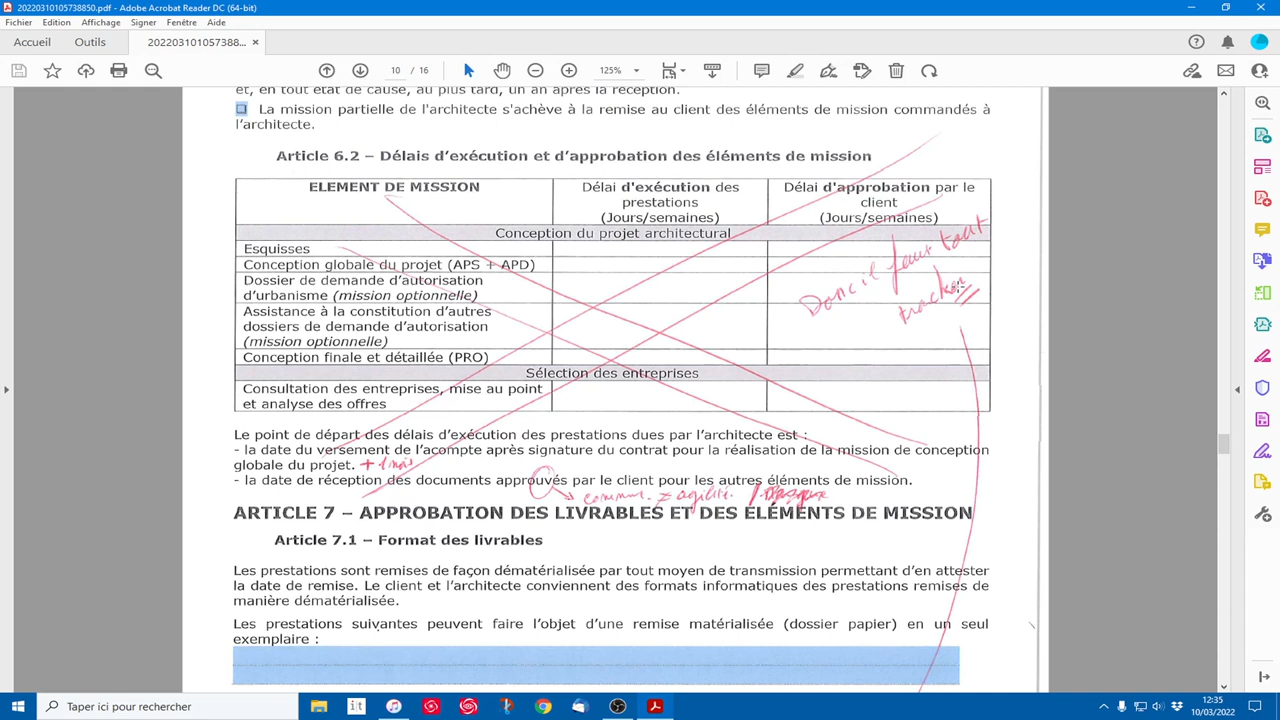 20220310105738850.pdf - Adobe Acrobat Reader DC (64-bit)
Fichier Edition Affichage Signer Fenêtre Aide
Accueil Outils 202203101057388... ×
10 / 16 125%
et, en tout état de cause, au plus tard, un an après la réception.
❑ La mission partielle de l'architecte s'achève à la remise au client des éléments de mission commandés à
l'architecte.
Article 6.2 – Délais d'exécution et d'approbation des éléments de mission
ELEMENT DE MISSION
Délai d'exécution des
prestations
(Jours/semaines)
Délai d'approbation par le
client
(Jours/semaines)
Conception du projet architectural
Esquisses
Conception globale du projet (APS + APD)
Dossier de demande d'autorisation
d'urbanisme (mission optionnelle)
Assistance à la constitution d'autres
dossiers de demande d'autorisation
(mission optionnelle)
Conception finale et détaillée (PRO)
Donc il faut tout
tracker
Sélection des entreprises
Consultation des entreprises, mise au point
et analyse des offres
Le point de départ des délais d'exécution des prestations dues par l'architecte est :
- la date du versement de l'acompte après signature du contrat pour la réalisation de la mission de conception
globale du projet. + 1 mois
- la date de réception des documents approuvés par le client pour les autres éléments de mission.
commun. ≠ agilité.
ARTICLE 7 – APPROBATION DES LIVRABLES ET DES ÉLÉMENTS DE MISSION
Article 7.1 – Format des livrables
Les prestations sont remises de façon dématérialisée par tout moyen de transmission permettant d'en attester
la date de remise. Le client et l'architecte conviennent des formats informatiques des prestations remises de
manière dématérialisée.
Les prestations suivantes peuvent faire l'objet d'une remise matérialisée (dossier papier) en un seul
exemplaire :
Taper ici pour rechercher
12:35
10/03/2022